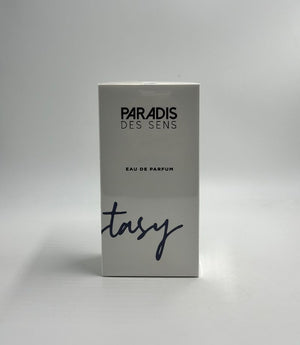 PARADIS
DES SENS
EAU DE PARFUM
tasy